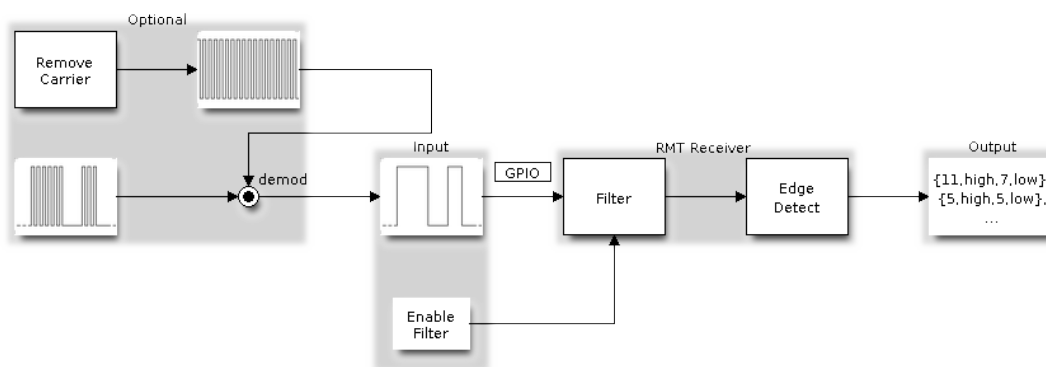 Optional
Remove
Carrier
demod
Input
GPIO
Enable
Filter
RMT Receiver
Filter
Edge
Detect
Output
{11,high,7,low}
{5,high,5,low},
...